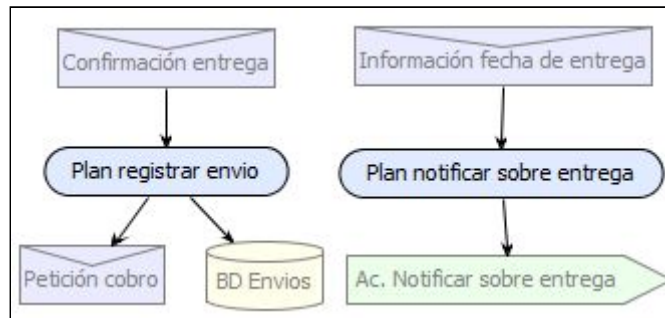 Confirmación entrega
Información fecha de entrega
Plan registrar envio
Plan notificar sobre entrega
Petición cobro
BD Envios
Ac. Notificar sobre entrega